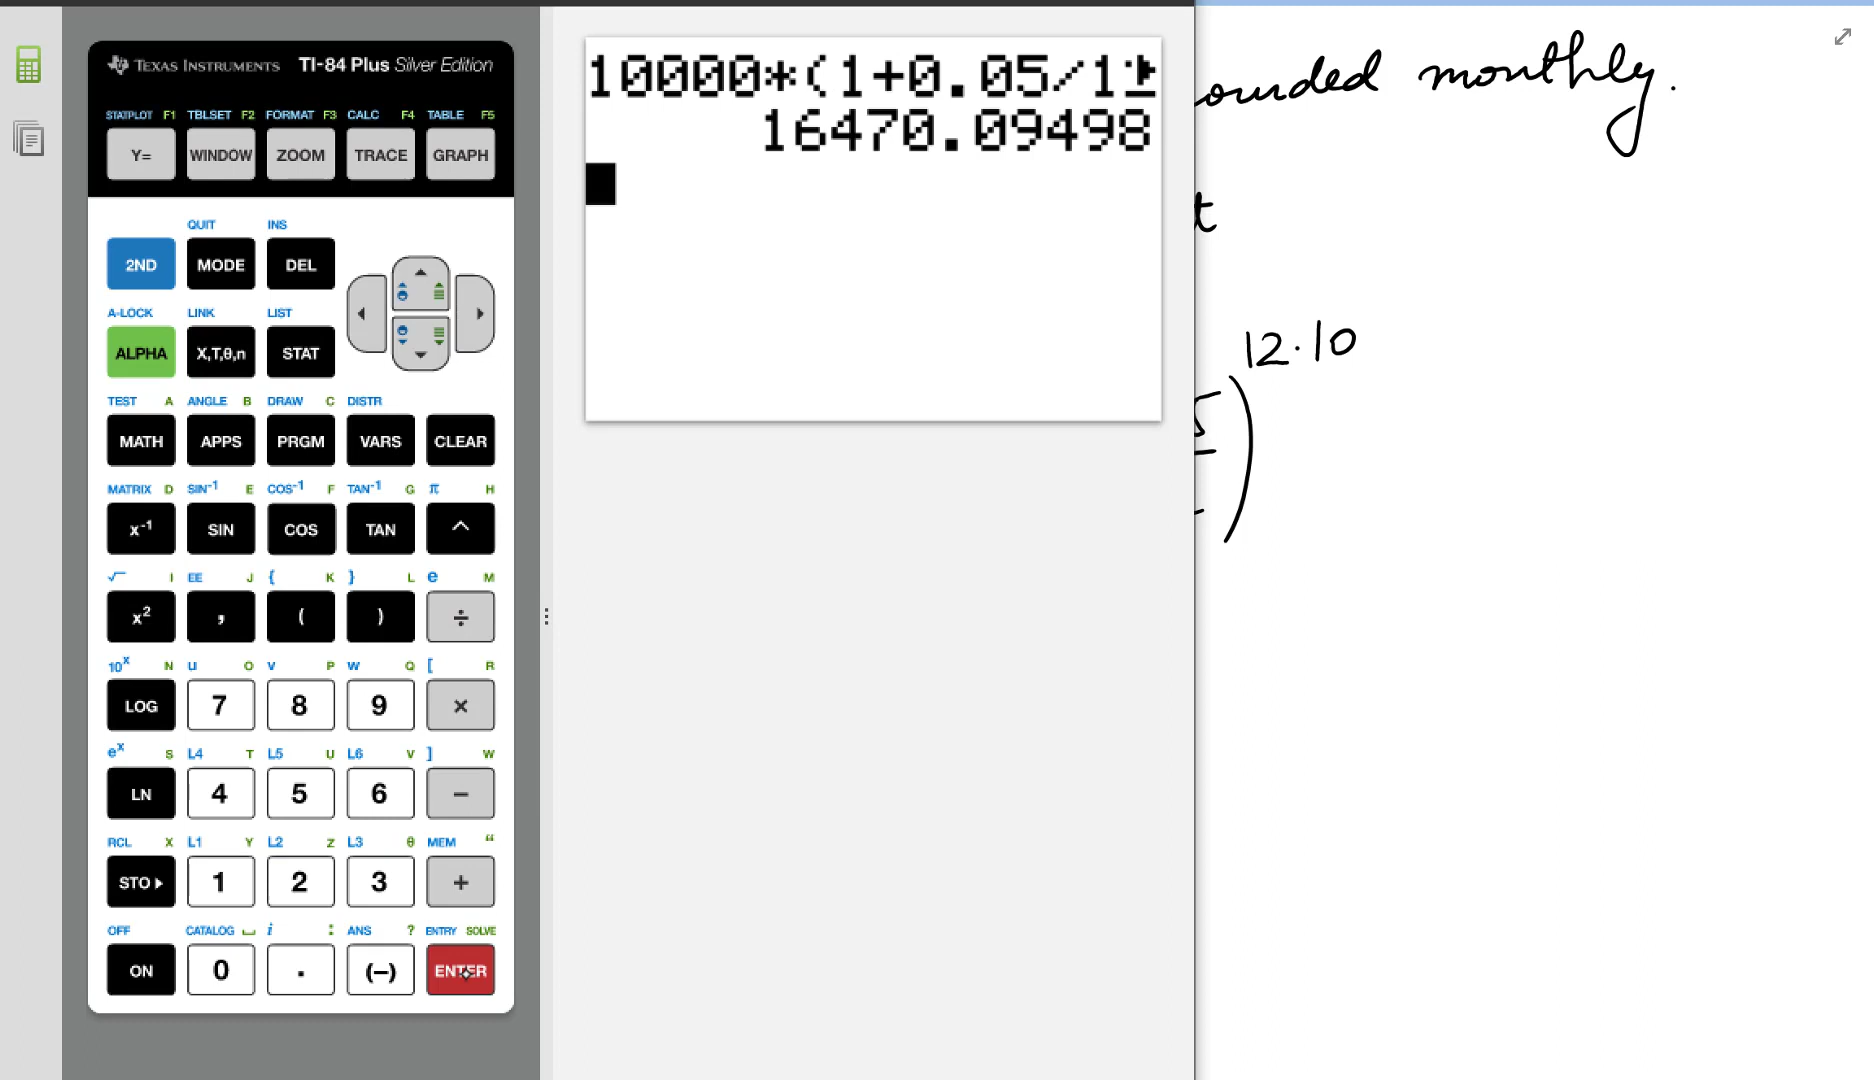 TEXAS INSTRUMENTS TI-84 Plus Silver Edition
STATPLOT F1 TBLSET F2 FORMAT F3 CALC F4 TABLE F5
Y= WINDOW ZOOM TRACE GRAPH
QUIT INS
2ND MODE DEL
A-LOCK LINK LIST
ALPHA X,T,θ,n STAT
TEST A ANGLE B DRAW C DISTR
MATH APPS PRGM VARS CLEAR
MATRIX D SIN⁻¹ E COS⁻¹ F TAN⁻¹ G π H
x⁻¹ SIN COS TAN ^
√ I EE J { K } L e M
x² , ( ) ÷
10ˣ N u O v P w Q [ R
LOG 7 8 9 ×
eˣ S L4 T L5 U L6 V ] W
LN 4 5 6 −
RCL X L1 Y L2 Z L3 θ MEM "
STO▸ 1 2 3 +
OFF CATALOG ⎵ i : ANS ? ENTRY SOLVE
ON 0 . (−) ENTER
10000*(1+0.05/1
16470.09498
ounded monthly.
t
) 12·10